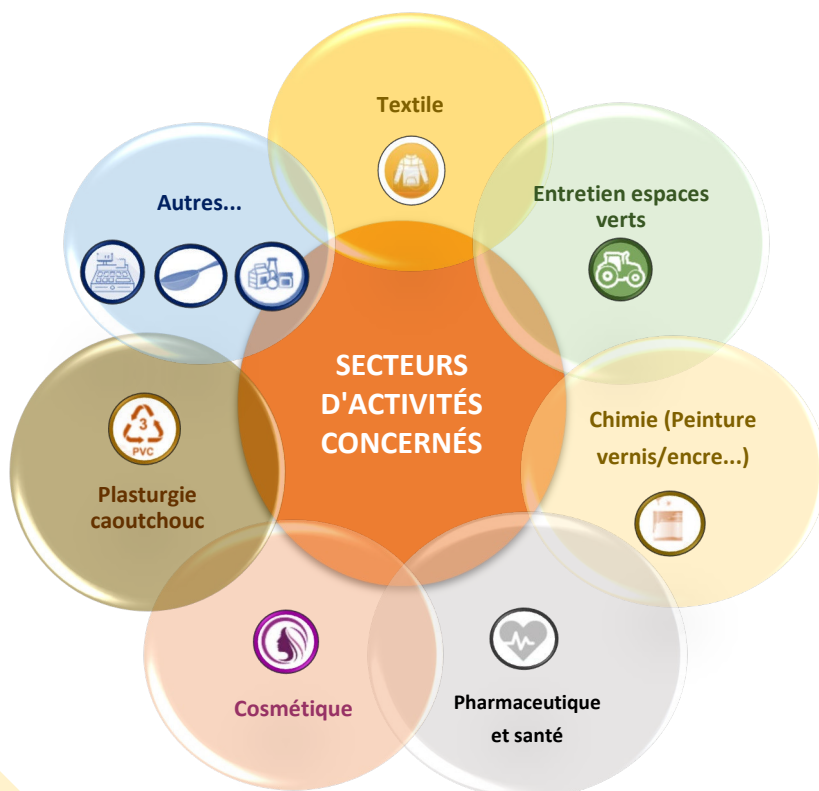 Textile
Entretien espaces
verts
Autres...
SECTEURS
D'ACTIVITÉS
CONCERNÉS
Chimie (Peinture
vernis/encre...)
3
PVC
Plasturgie
caoutchouc
Cosmétique
Pharmaceutique
et santé